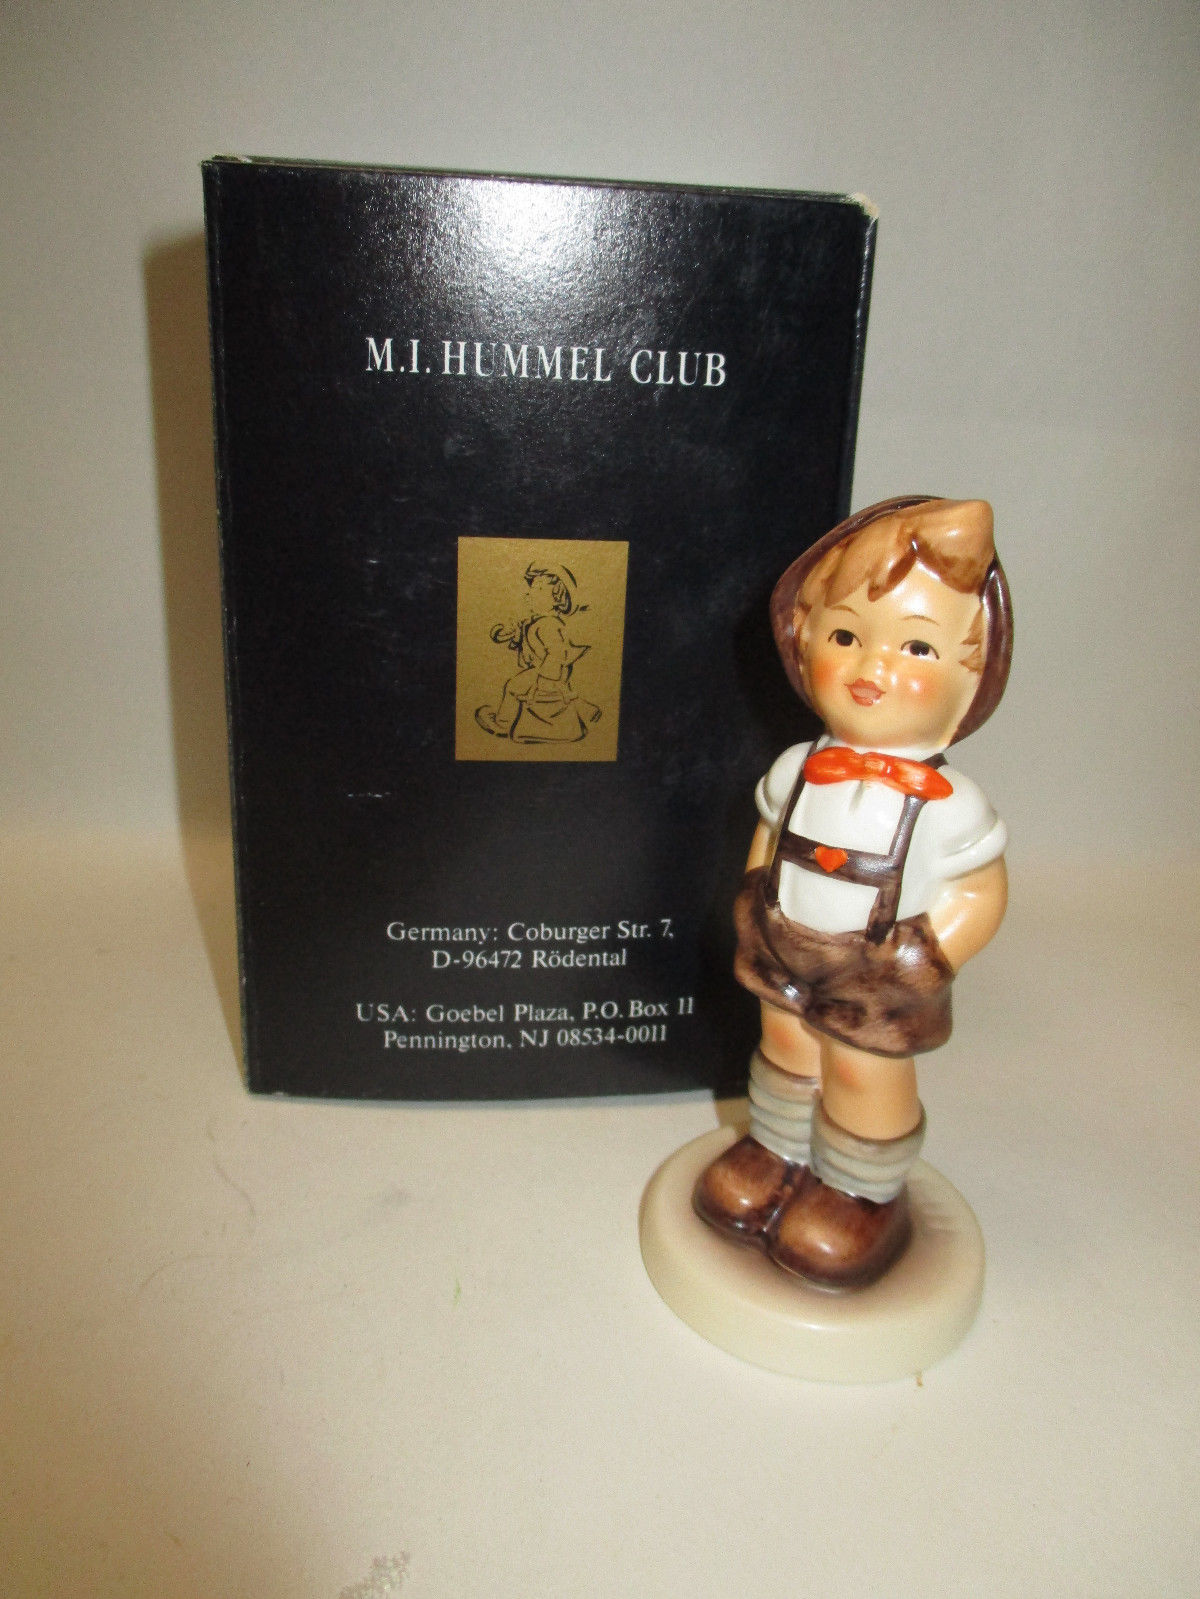 M.I. HUMMEL CLUB
Germany: Coburger Str. 7,
D-96472 Rödental
USA: Goebel Plaza, P.O. Box 11
Pennington, NJ 08534-0011